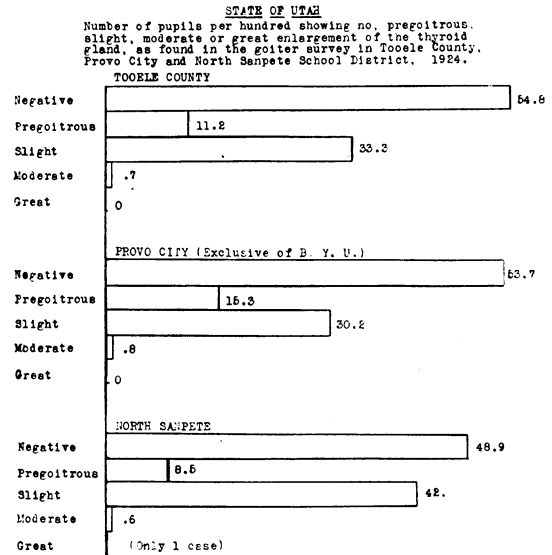 STATE OF UTAH
Number of pupils per hundred showing no, pregoitrous.
slight, moderate or great enlargement of the thyroid
gland, as found in the goiter survey in Tooele County,
Provo City and North Sanpete School District, 1924.
TOOELE COUNTY
Negative 54.8
Pregoitrous 11.2
Slight 33.3
Moderate .7
Great 0
PROVO CITY (Exclusive of B. Y. U.)
Negative 53.7
Pregoitrous 15.3
Slight 30.2
Moderate .8
Great 0
NORTH SANPETE
Negative 48.9
Pregoitrous 8.5
Slight 42.
Moderate .6
Great (Only 1 case)